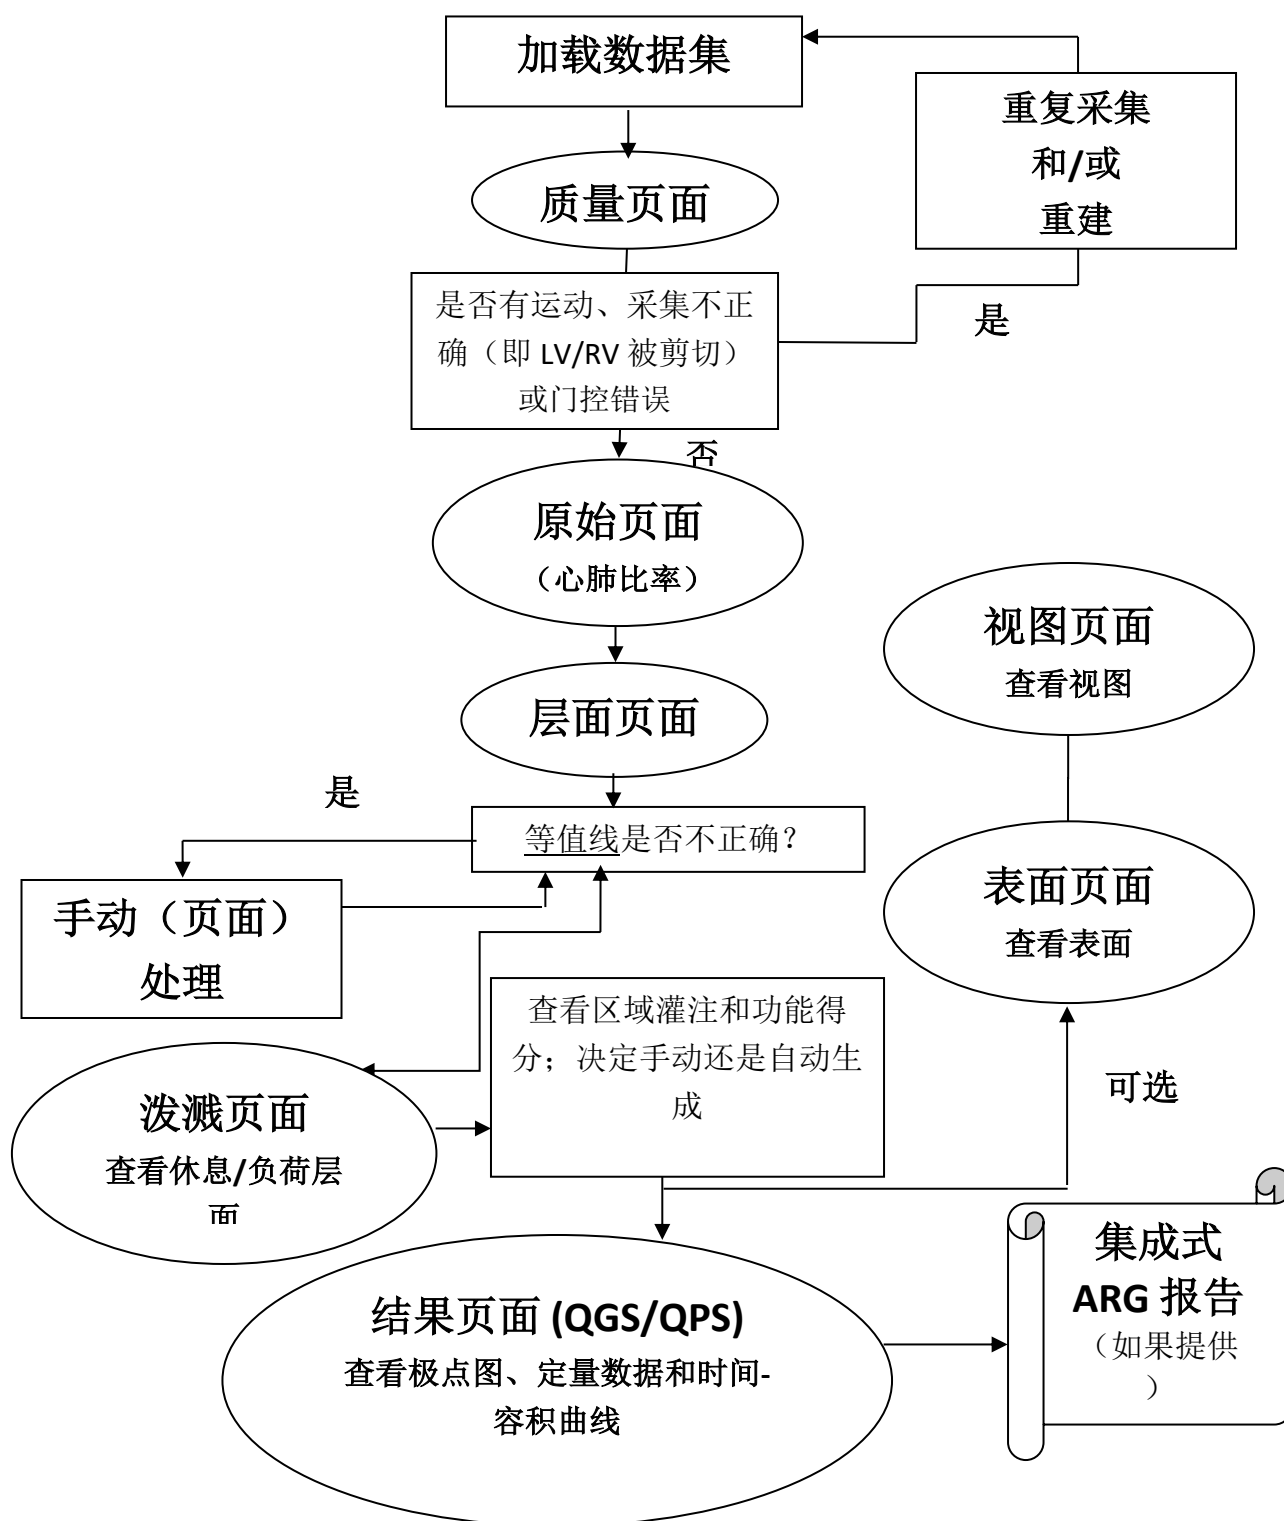 加载数据集
重复采集
和/或
重建
质量页面
是否有运动、采集不正
确（即 LV/RV 被剪切）
或门控错误
是
否
原始页面
（心肺比率）
视图页面
查看视图
层面页面
是
等值线是否不正确？
表面页面
查看表面
手动（页面）
处理
查看区域灌注和功能得
分；决定手动还是自动生
成
可选
泼溅页面
查看休息/负荷层
面
集成式
ARG 报告
（如果提供
）
结果页面 (QGS/QPS)
查看极点图、定量数据和时间-
容积曲线